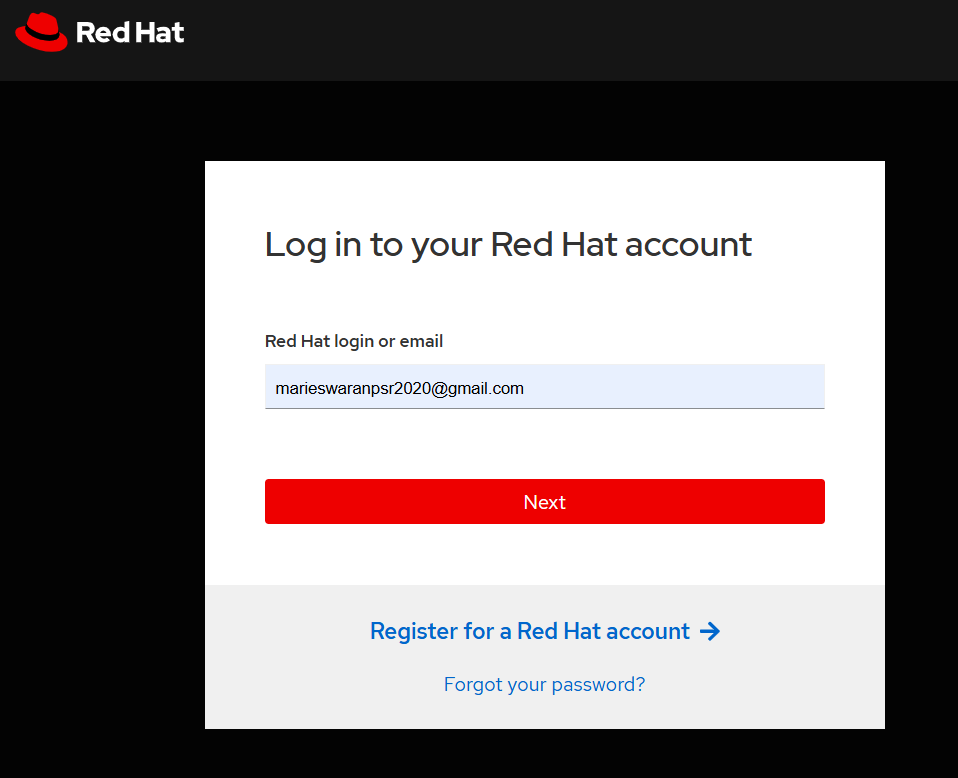 Red Hat
Log in to your Red Hat account
Red Hat login or email
marieswaranpsr2020@gmail.com
Next
Register for a Red Hat account
Forgot your password?